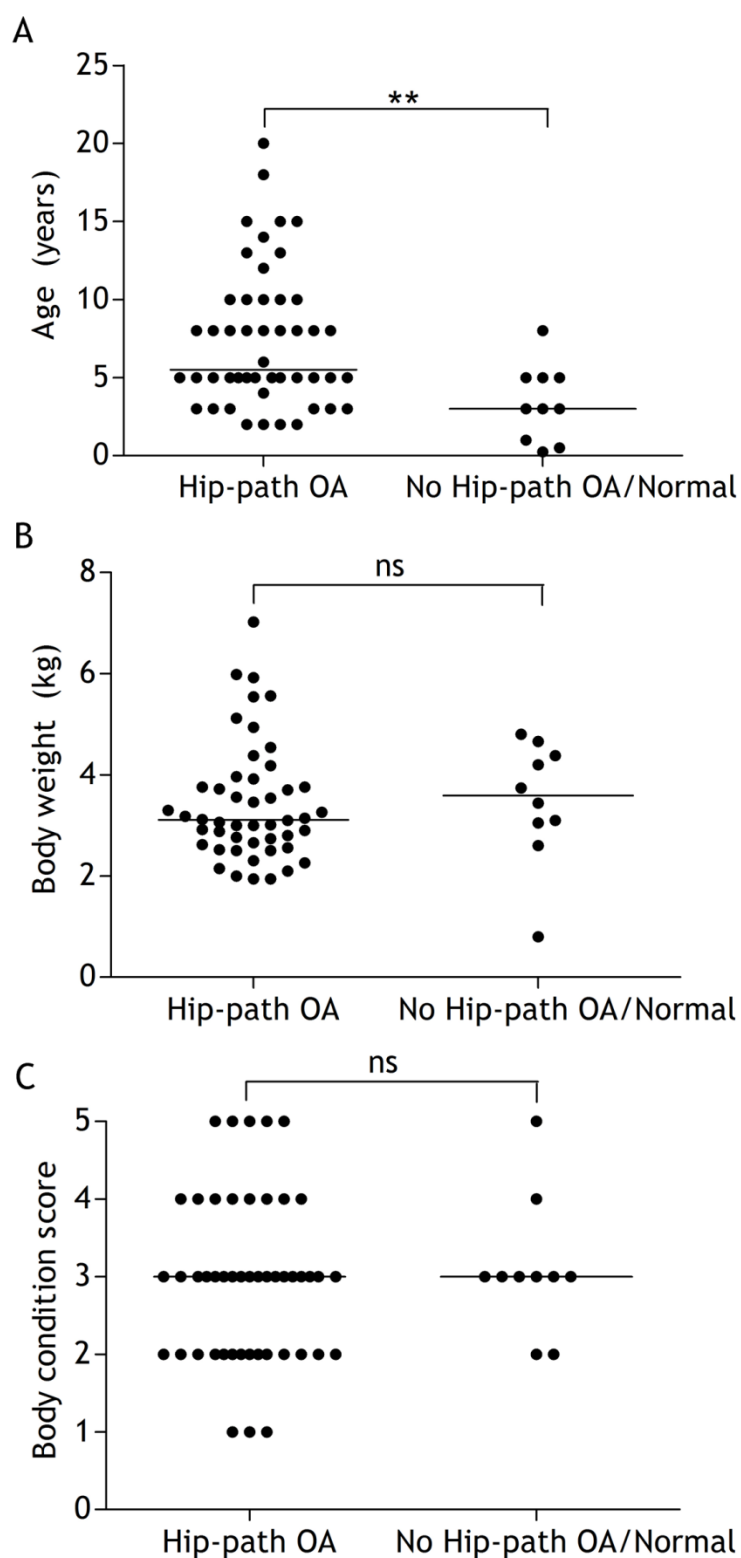 A
25
**
20
15
10
5
0
Age (years)
Hip-path OA
No Hip-path OA/Normal
B
8
ns
6
4
2
0
Body weight (kg)
Hip-path OA
No Hip-path OA/Normal
C
ns
5
4
3
2
1
0
Body condition score
Hip-path OA
No Hip-path OA/Normal